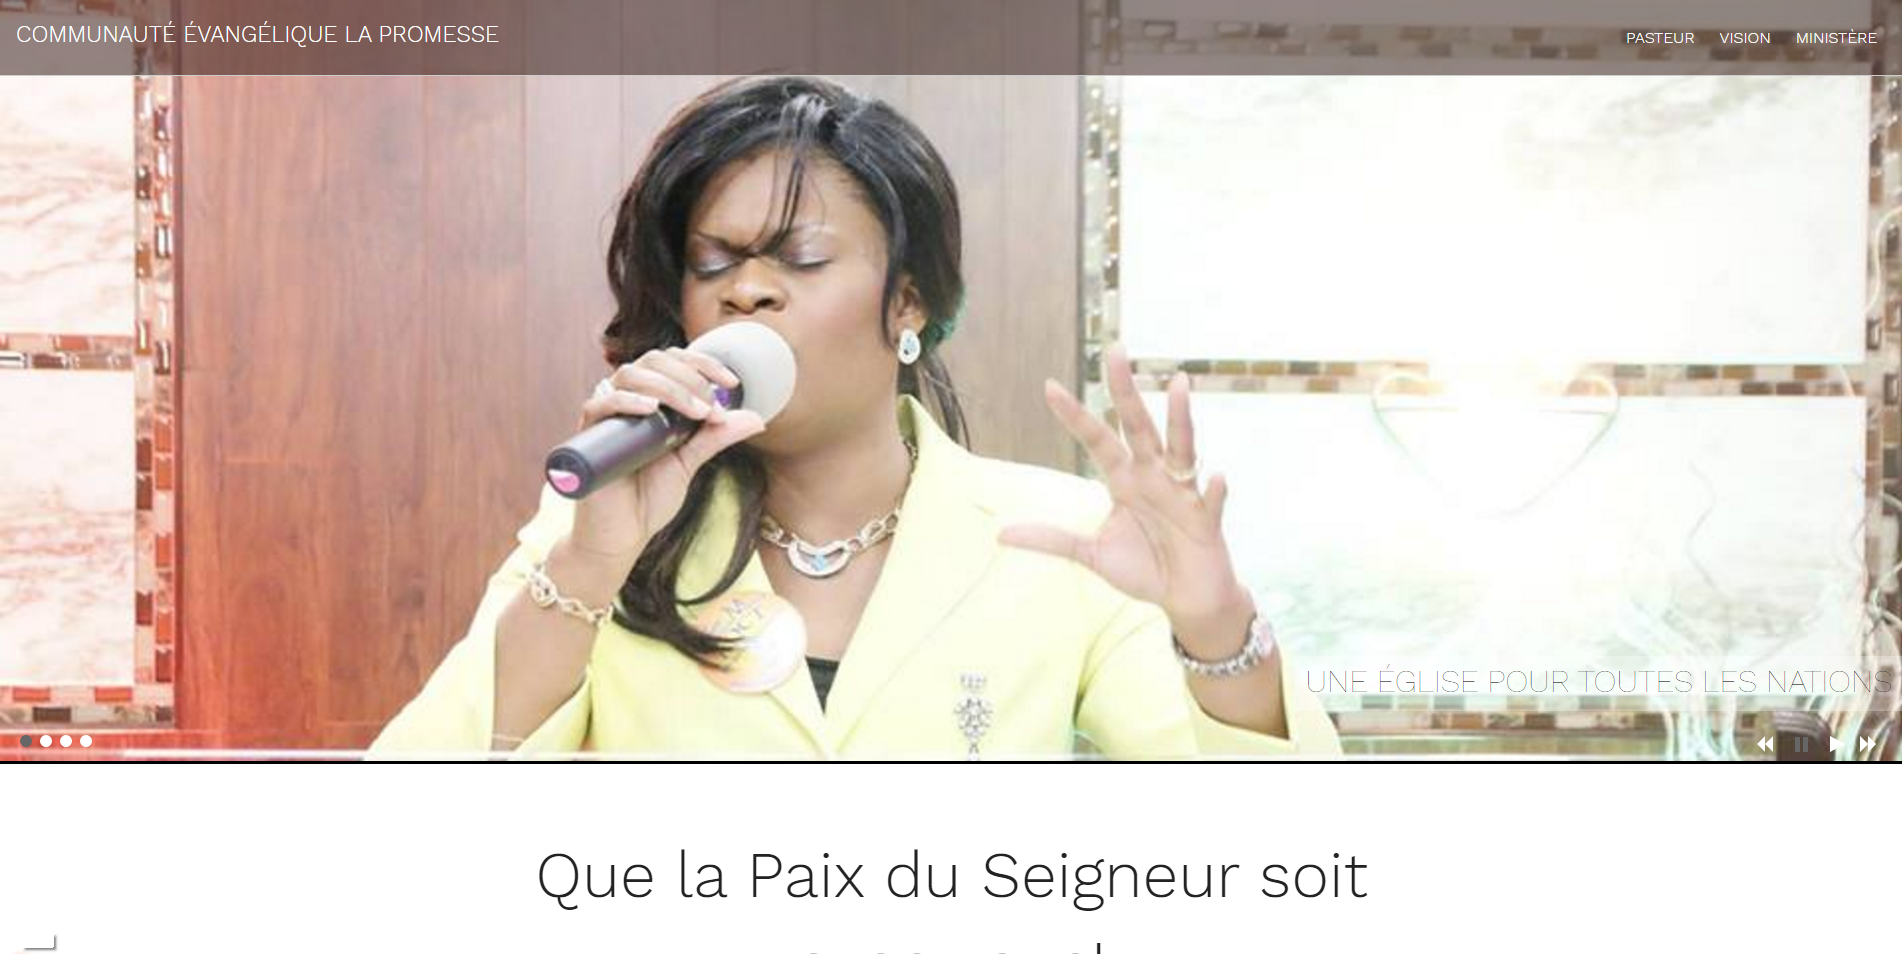 COMMUNAUTÉ ÉVANGÉLIQUE LA PROMESSE
PASTEUR VISION MINISTÈRE
UNE ÉGLISE POUR TOUTES LES NATIONS
Que la Paix du Seigneur soit